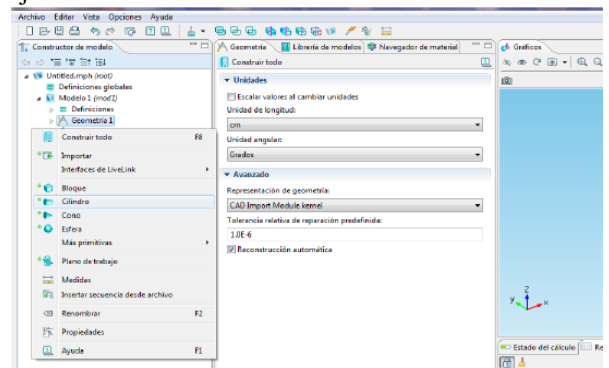 Archivo Editar Vista Opciones Ayuda
Constructor de modelo
Untitled.mph (root)
Definiciones globales
Modelo 1 (mod1)
Definiciones
Geometría 1
Construir todo F8
Importar
Interfaces de LiveLink
Bloque
Cilindro
Cono
Esfera
Más primitivas
Plano de trabajo
Medidas
Insertar secuencia desde archivo
Renombrar F2
Propiedades
Ayuda F1
Geometría Librería de modelos Navegador de material
Construir todo
Unidades
Escalar valores al cambiar unidades
Unidad de longitud:
cm
Unidad angular:
Grados
Avanzado
Representación de geometría:
CAD Import Module kernel
Tolerancia relativa de reparación predefinida:
1.0E-6
Reconstrucción automática
Gráficos
z
y x
Estado del cálculo Re